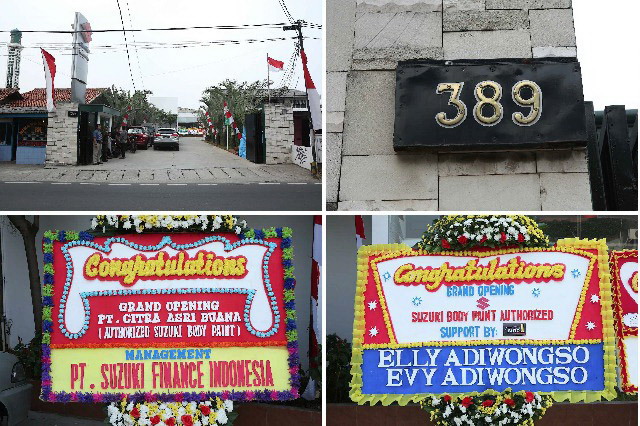 389
Congratulations
GRAND OPENING
PT. CITRA ASRI BUANA
(AUTHORIZED SUZUKI BODY PAINT)
MANAGEMENT
PT. SUZUKI FINANCE INDONESIA
Congratulations
GRAND OPENING
SUZUKI BODY PAINT AUTHORIZED
SUPPORT BY:
ELLY ADIWONGSO
EVY ADIWONGSO